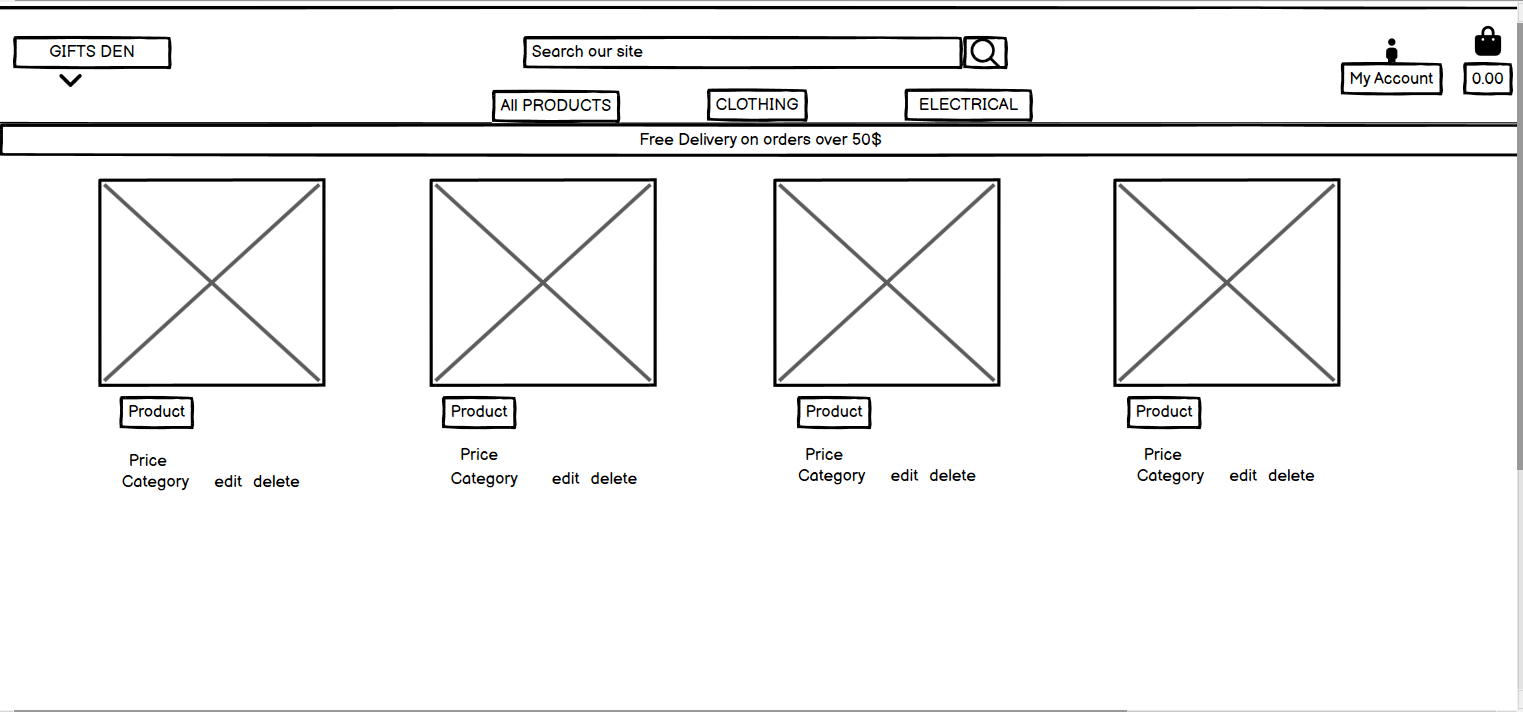 GIFTS DEN
Search our site
My Account
0.00
All PRODUCTS
CLOTHING
ELECTRICAL
Free Delivery on orders over 50$
Product
Product
Product
Product
Price
Price
Price
Price
Category edit delete
Category edit delete
Category edit delete
Category edit delete